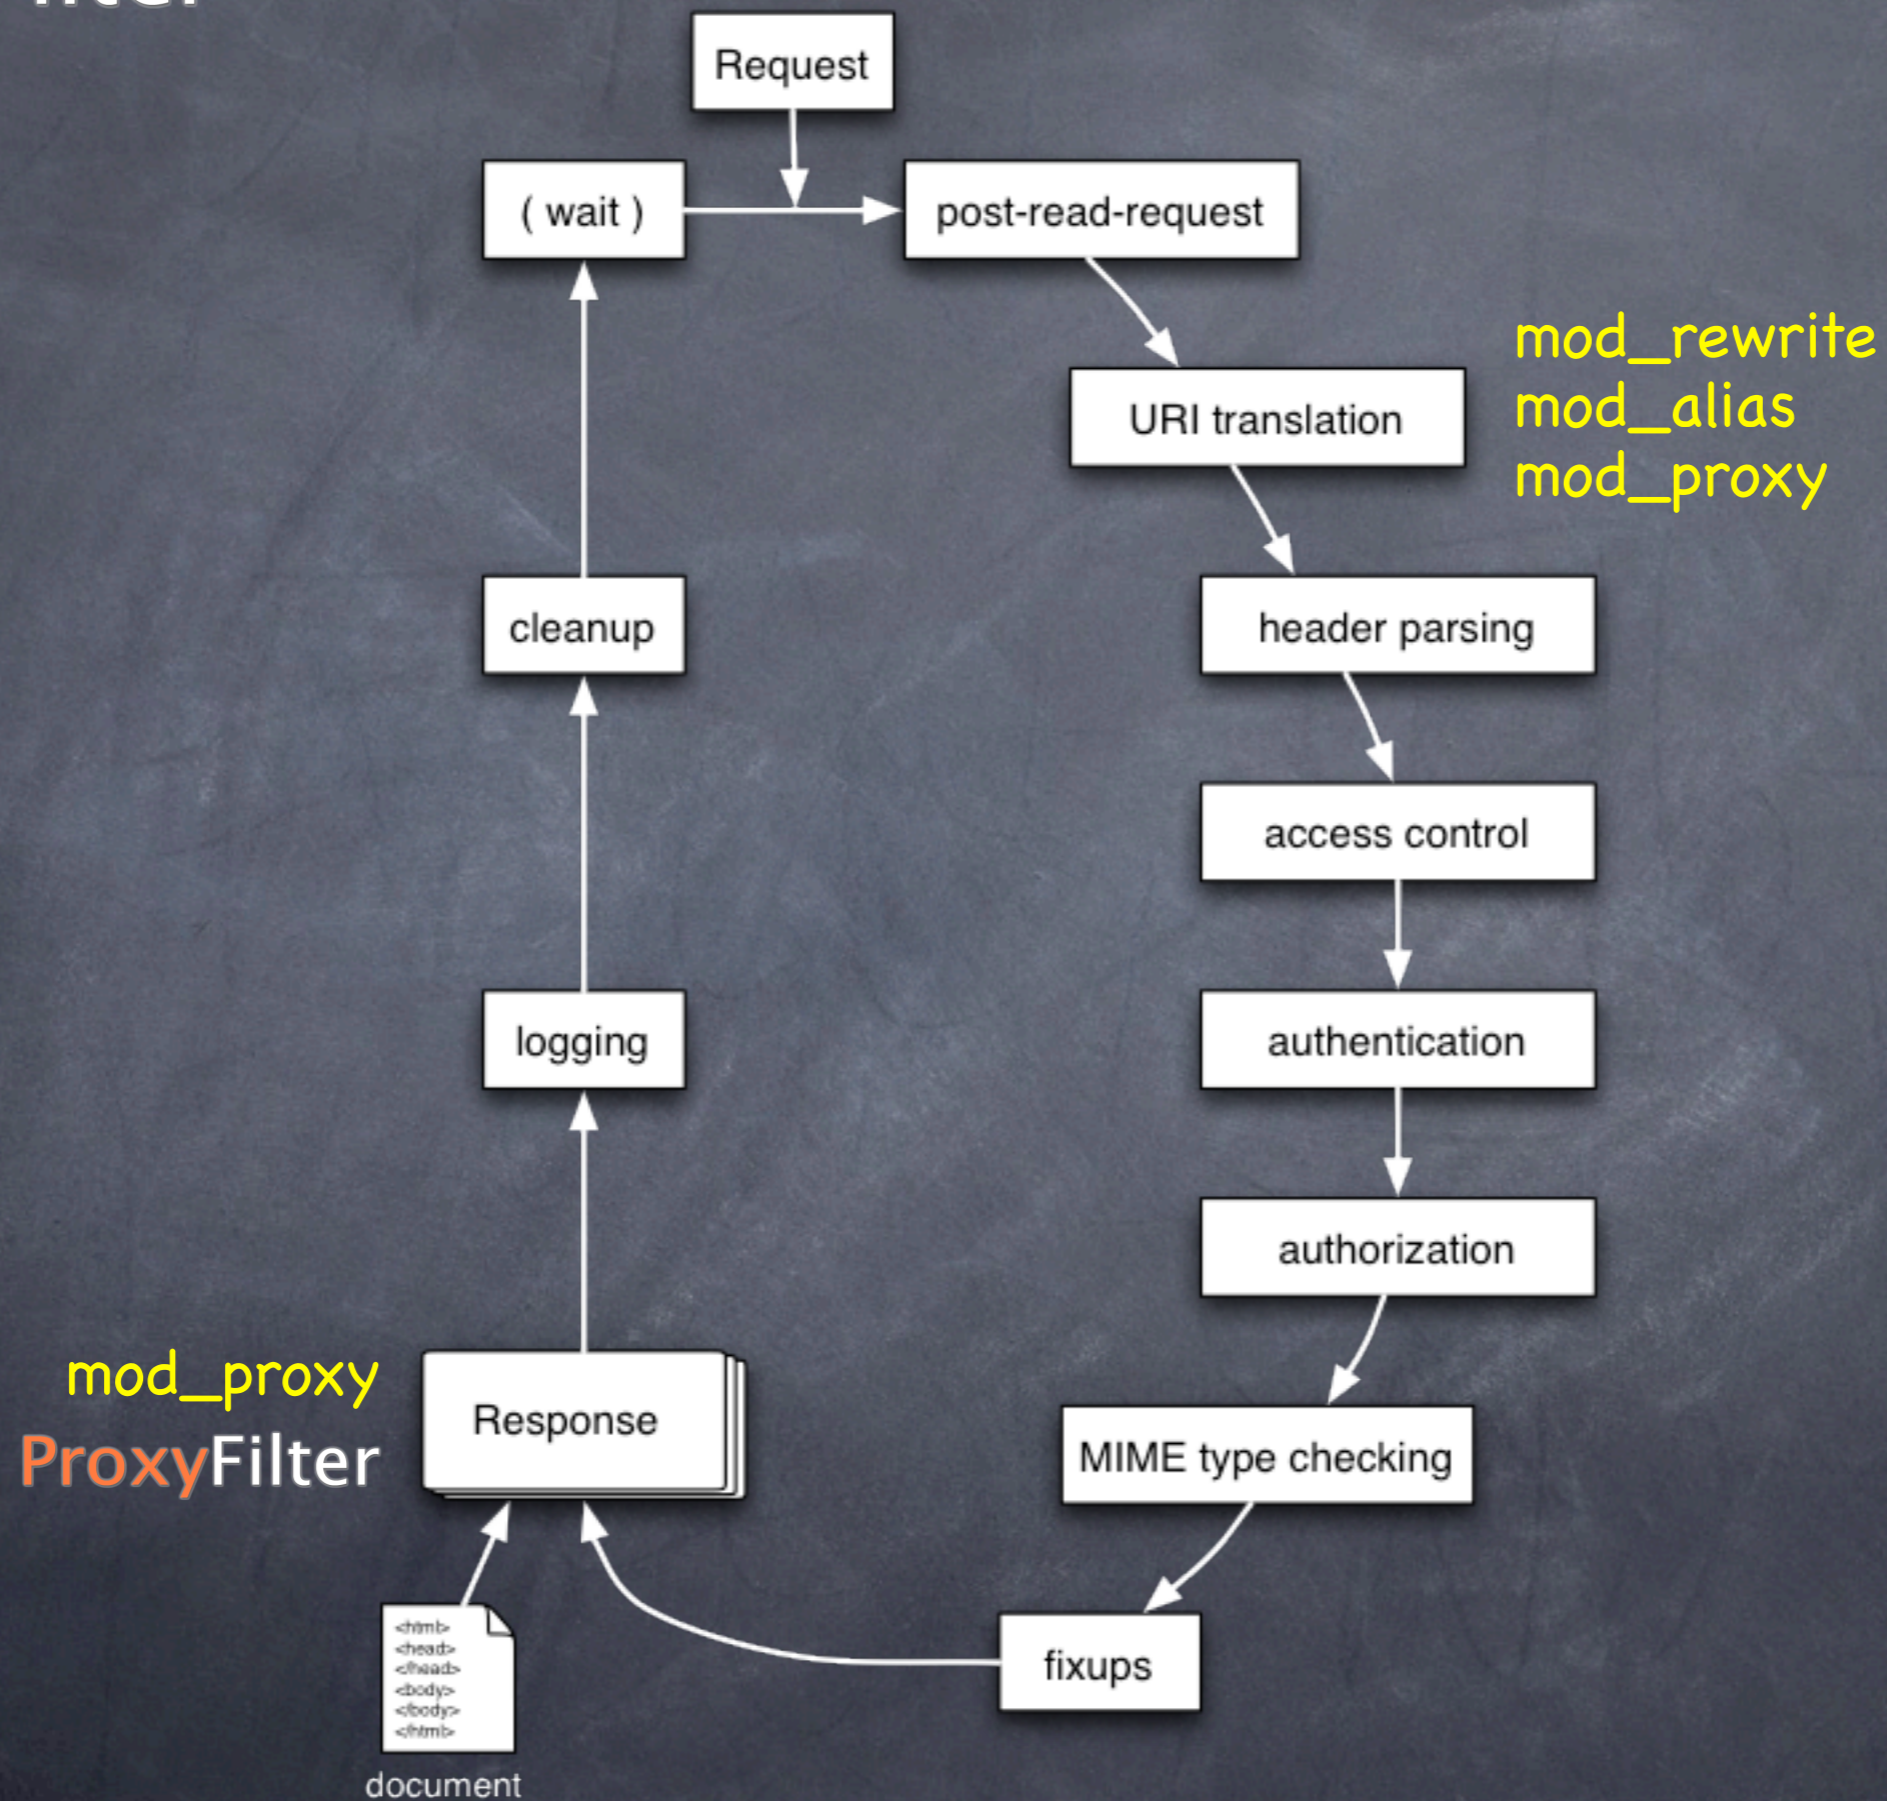 Request
( wait )
post-read-request
mod_rewrite
URI translation
mod_alias
mod_proxy
cleanup
header parsing
access control
logging
authentication
authorization
mod_proxy
Response
ProxyFilter
MIME type checking
<html>
<head>
</head>
<body>
</body>
</html>
fixups
document